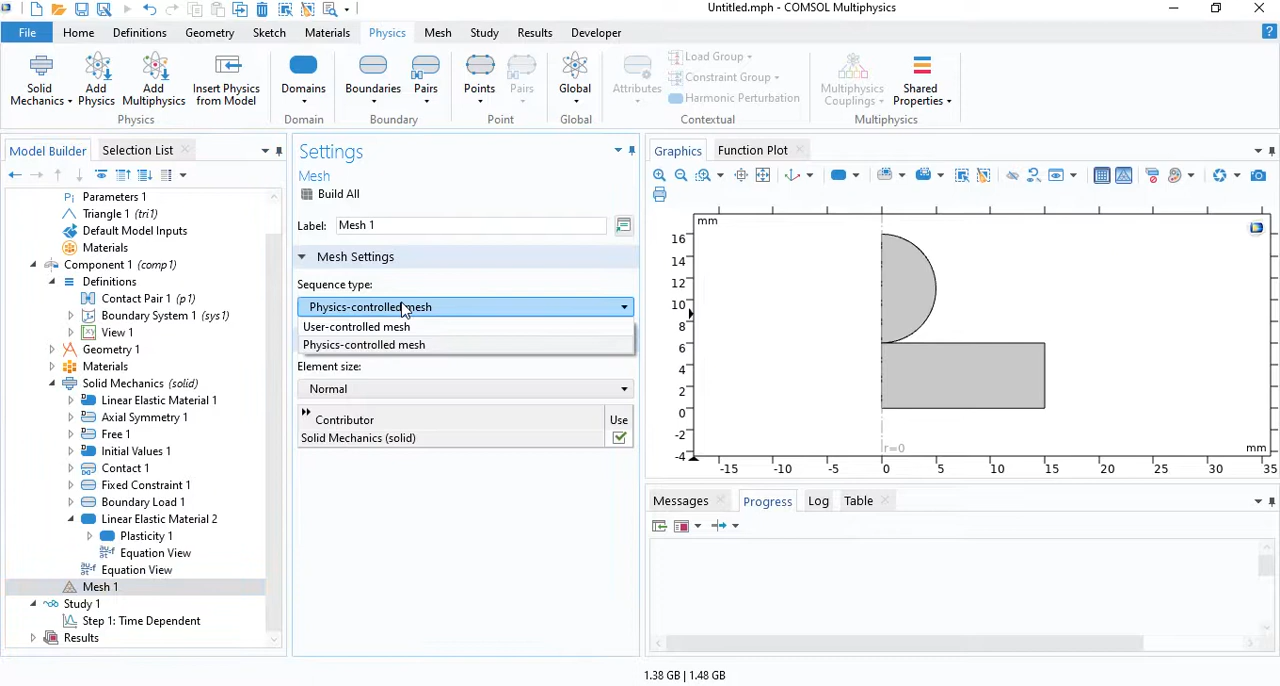 Untitled.mph - COMSOL Multiphysics
File
Home
Definitions
Geometry
Sketch
Materials
Physics
Mesh
Study
Results
Developer
Solid Mechanics
Add Physics
Add Multiphysics
Insert Physics from Model
Physics
Domains
Domain
Boundaries
Pairs
Boundary
Points
Pairs
Point
Global
Global
Attributes
Load Group
Constraint Group
Harmonic Perturbation
Contextual
Multiphysics Couplings
Shared Properties
Multiphysics
Model Builder
Selection List
Parameters 1
Triangle 1 (tri1)
Default Model Inputs
Materials
Component 1 (comp1)
Definitions
Contact Pair 1 (p1)
Boundary System 1 (sys1)
View 1
Geometry 1
Materials
Solid Mechanics (solid)
Linear Elastic Material 1
Axial Symmetry 1
Free 1
Initial Values 1
Contact 1
Fixed Constraint 1
Boundary Load 1
Linear Elastic Material 2
Plasticity 1
Equation View
Equation View
Mesh 1
Study 1
Step 1: Time Dependent
Results
Settings
Mesh
Build All
Label: Mesh 1
Mesh Settings
Sequence type:
Physics-controlled mesh
User-controlled mesh
Physics-controlled mesh
Element size:
Normal
Contributor Use
Solid Mechanics (solid)
Graphics
Function Plot
mm
16
14
12
10
8
6
4
2
0
-2
-4
r=0
mm
-15 -10 -5 0 5 10 15 20 25 30 35
Messages
Progress
Log
Table
1.38 GB | 1.48 GB